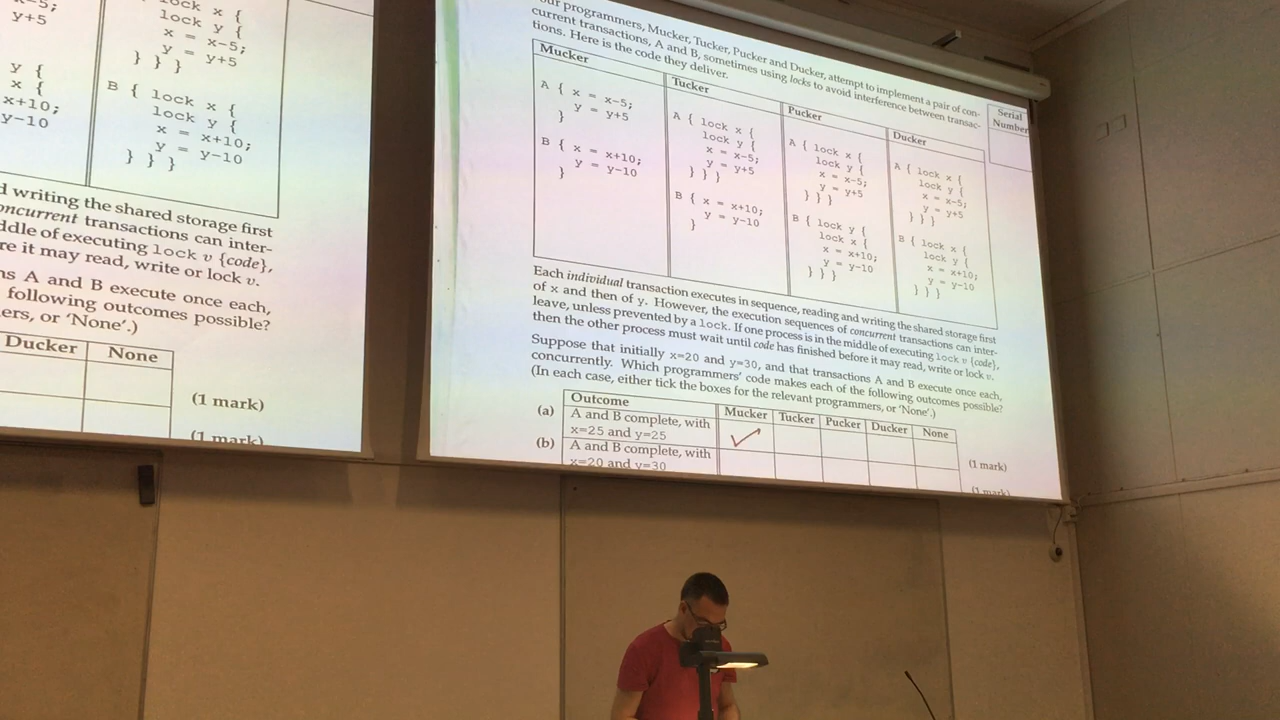 x-5;
y+5
lock x {
lock y {
x = x-5;
y = y+5
} } }
y {
x {
x+10;
y-10
B { lock x {
lock y {
x = x+10;
y = y-10
} } }
writing the shared storage first
oncurrent transactions can inter-
ddle of executing lock v {code},
re it may read, write or lock v.
ns A and B execute once each,
following outcomes possible?
ers, or ‘None’.)
Ducker None
(1 mark)
(1 mark)
our programmers, Mucker, Tucker, Pucker and Ducker, attempt to implement a pair of con-
current transactions, A and B, sometimes using locks to avoid interference between transac-
tions. Here is the code they deliver.
Serial
Number
Mucker
A { x = x-5;
y = y+5
}
B { x = x+10;
y = y-10
}
Tucker
A { lock x {
lock y {
x = x-5;
y = y+5
} } }
B { x = x+10;
y = y-10
}
Pucker
A { lock x {
lock y {
x = x-5;
y = y+5
} } }
B { lock y {
lock x {
x = x+10;
y = y-10
} } }
Ducker
A { lock x {
lock y {
x = x-5;
y = y+5
} } }
B { lock x {
lock y {
x = x+10;
y = y-10
} } }
Each individual transaction executes in sequence, reading and writing the shared storage first
of x and then of y. However, the execution sequences of concurrent transactions can inter-
leave, unless prevented by a lock. If one process is in the middle of executing lock v {code},
then the other process must wait until code has finished before it may read, write or lock v.
Suppose that initially x=20 and y=30, and that transactions A and B execute once each,
concurrently. Which programmers’ code makes each of the following outcomes possible?
(In each case, either tick the boxes for the relevant programmers, or ‘None’.)
Outcome Mucker Tucker Pucker Ducker None
(a) A and B complete, with
x=25 and y=25 ✓ (1 mark)
(b) A and B complete, with
x=20 and y=30 (1 mark)